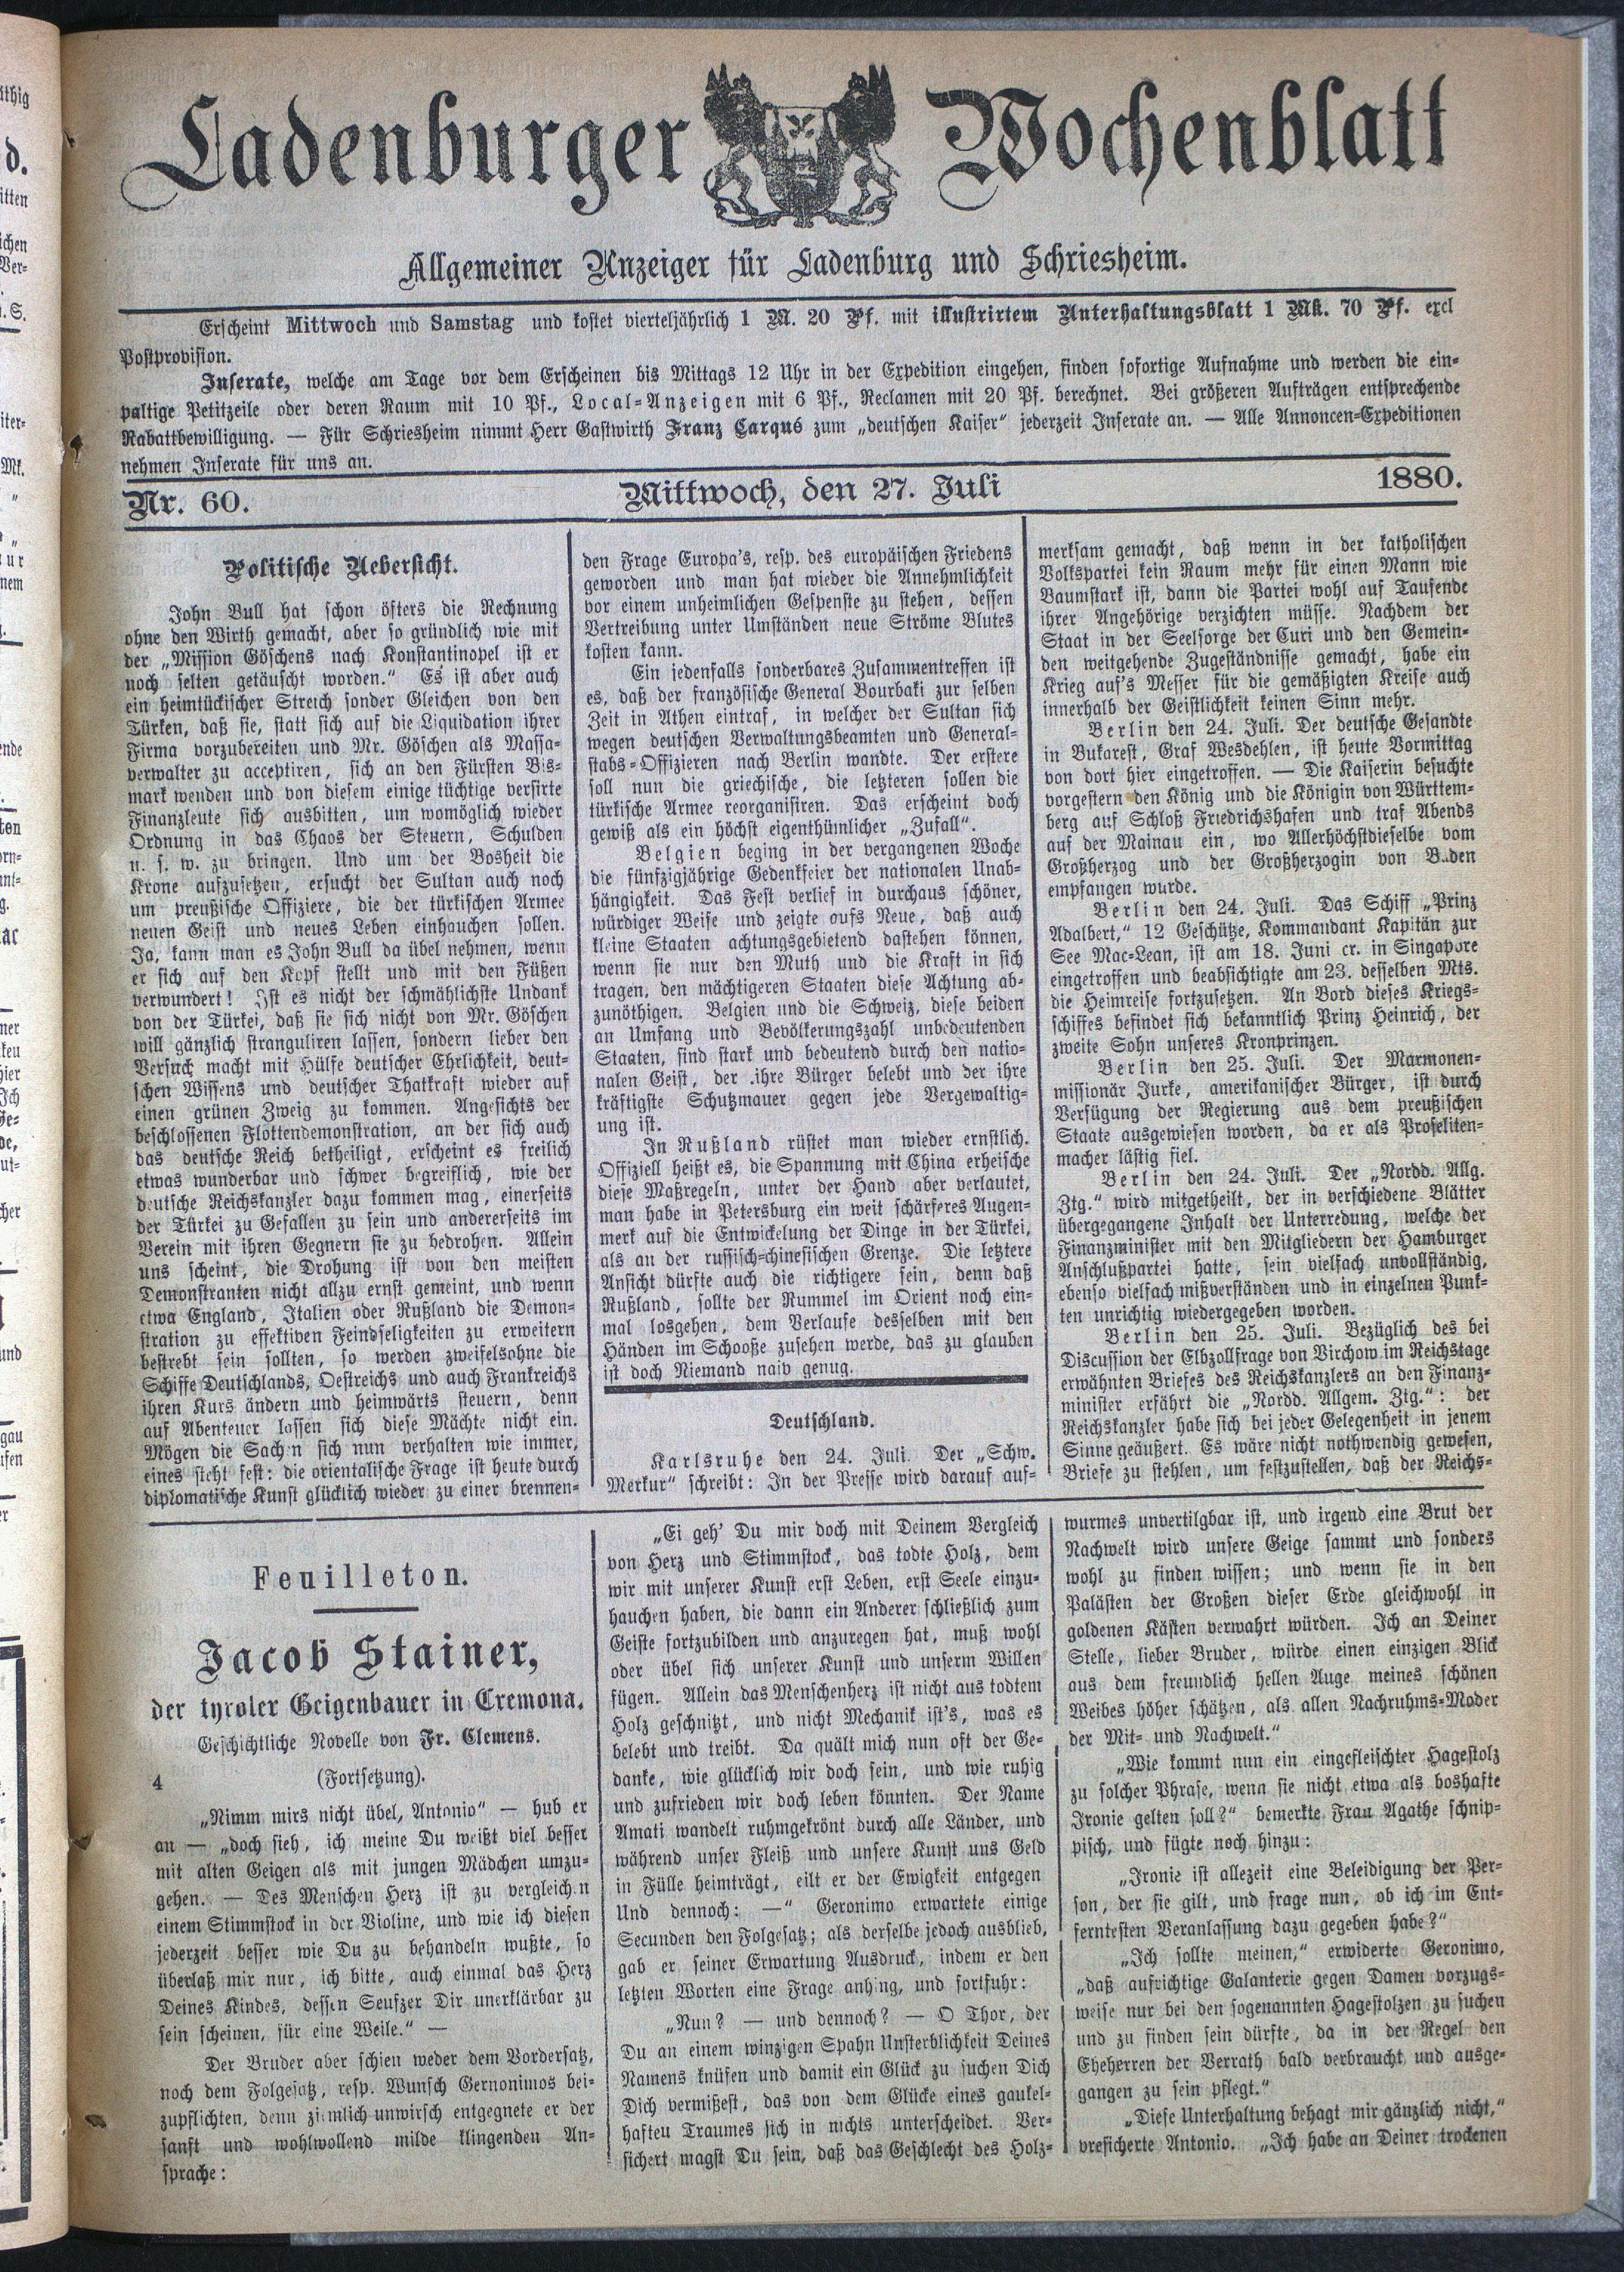 Ladenburger Wochenblatt
Allgemeiner Anzeiger für Ladenburg und Schriesheim.
Erscheint Mittwoch und Samstag und kostet vierteljährlich 1 M. 20 Pf. mit illustrirtem Unterhaltungsblatt 1 Mk. 70 Pf. excl
Postprovision.
Inserate, welche am Tage vor dem Erscheinen bis Mittags 12 Uhr in der Expedition eingehen, finden sofortige Aufnahme und werden die ein-
paltige Petitzeile oder deren Raum mit 10 Pf., Local-Anzeigen mit 6 Pf., Reclamen mit 20 Pf. berechnet. Bei größeren Aufträgen entsprechende
Rabattbewilligung. — Für Schriesheim nimmt Herr Gastwirth Franz Carqué zum „deutschen Kaiser“ jederzeit Inserate an. — Alle Annoncen-Expeditionen
nehmen Inserate für uns an.
Nr. 60.
Mittwoch, den 27. Juli
1880.
Politische Uebersicht.
John Bull hat schon öfters die Rechnung
ohne den Wirth gemacht, aber so gründlich wie mit
der „Mission Göschens nach Konstantinopel ist er
noch selten getäuscht worden.“ Es ist aber auch
ein heimtückischer Streich sonder Gleichen von den
Türken, daß sie, statt sich auf die Liquidation ihrer
Firma vorzubereiten und Mr. Göschen als Massa-
verwalter zu acceptiren, sich an den Fürsten Bis-
mark wenden und von diesem einige tüchtige versirte
Finanzleute sich ausbitten, um womöglich wieder
Ordnung in das Chaos der Steuern, Schulden
u. s. w. zu bringen. Und um der Bosheit die
Krone aufzusetzen, ersucht der Sultan auch noch
um preußische Offiziere, die der türkischen Armee
neuen Geist und neues Leben einhauchen sollen.
Ja, kann man es John Bull da übel nehmen, wenn
er sich auf den Kopf stellt und mit den Füßen
verwundert! Ist es nicht der schmählichste Undank
von der Türkei, daß sie sich nicht von Mr. Göschen
will gänzlich stranguliren lassen, sondern lieber den
Versuch macht mit Hülfe deutscher Ehrlichkeit, deut-
schen Wissens und deutscher Thatkraft wieder auf
einen grünen Zweig zu kommen. Angesichts der
beschlossenen Flottendemonstration, an der sich auch
das deutsche Reich betheiligt, erscheint es freilich
etwas wunderbar und schwer begreiflich, wie der
deutsche Reichskanzler dazu kommen mag, einerseits
der Türkei zu Gefallen zu sein und andererseits im
Verein mit ihren Gegnern sie zu bedrohen. Allein
uns scheint, die Drohung ist von den meisten
Demonstranten nicht allzu ernst gemeint, und wenn
etwa England, Italien oder Rußland die Demon-
stration zu effektiven Feindseligkeiten zu erweitern
bestrebt sein sollten, so werden zweifelsohne die
Schiffe Deutschlands, Oestreichs und auch Frankreichs
ihren Kurs ändern und heimwärts steuern, denn
auf Abenteuer lassen sich diese Mächte nicht ein.
Mögen die Sachen sich nun verhalten wie immer,
eines steht fest: die orientalische Frage ist heute durch
diplomatische Kunst glücklich wieder zu einer brennen-
den Frage Europa's, resp. des europäischen Friedens
geworden und man hat wieder die Annehmlichkeit
vor einem unheimlichen Gespenste zu stehen, dessen
Vertreibung unter Umständen neue Ströme Blutes
kosten kann.
Ein jedenfalls sonderbares Zusammentreffen ist
es, daß der französische General Bourbaki zur selben
Zeit in Athen eintraf, in welcher der Sultan sich
wegen deutschen Verwaltungsbeamten und General-
stabs-Offizieren nach Berlin wandte. Der erstere
soll nun die griechische, die letzteren sollen die
türkische Armee reorganisiren. Das erscheint doch
gewiß als ein höchst eigenthümlicher „Zufall“.
Belgien beging in der vergangenen Woche
die fünfzigjährige Gedenkfeier der nationalen Unab-
hängigkeit. Das Fest verlief in durchaus schöner,
würdiger Weise und zeigte aufs Neue, daß auch
kleine Staaten achtungsgebietend dastehen können,
wenn sie nur den Muth und die Kraft in sich
tragen, den mächtigeren Staaten diese Achtung ab-
zunöthigen. Belgien und die Schweiz, diese beiden
an Umfang und Bevölkerungszahl unbedeutenden
Staaten, sind stark und bedeutend durch den natio-
nalen Geist, der ihre Bürger belebt und der ihre
kräftigste Schutzmauer gegen jede Vergewaltig-
ung ist.
In Rußland rüstet man wieder ernstlich.
Offiziell heißt es, die Spannung mit China erheische
diese Maßregeln, unter der Hand aber verlautet,
man habe in Petersburg ein weit schärferes Augen-
merk auf die Entwickelung der Dinge in der Türkei,
als an der russisch-chinesischen Grenze. Die letztere
Ansicht dürfte auch die richtigere sein, denn daß
Rußland, sollte der Rummel im Orient noch ein-
mal losgehen, dem Verlaufe desselben mit den
Händen im Schooße zusehen werde, das zu glauben
ist doch Niemand naiv genug.
Deutschland.
Karlsruhe den 24. Juli. Der „Schw.
Merkur“ schreibt: In der Presse wird darauf auf-
merksam gemacht, daß wenn in der katholischen
Volkspartei kein Raum mehr für einen Mann wie
Baumstark ist, dann die Partei wohl auf Tausende
ihrer Angehörige verzichten müsse. Nachdem der
Staat in der Seelsorge der Curi und den Gemein-
den weitgehende Zugeständnisse gemacht, habe ein
Krieg auf's Messer für die gemäßigten Kreise auch
innerhalb der Geistlichkeit keinen Sinn mehr.
Berlin den 24. Juli. Der deutsche Gesandte
in Bukarest, Graf Wesdehlen, ist heute Vormittag
von dort hier eingetroffen. — Die Kaiserin besuchte
vorgestern den König und die Königin von Württem-
berg auf Schloß Friedrichshafen und traf Abends
auf der Mainau ein, wo Allerhöchstdieselbe vom
Großherzog und der Großherzogin von Baden
empfangen wurde.
Berlin den 24. Juli. Das Schiff „Prinz
Adalbert,“ 12 Geschütze, Kommandant Kapitän zur
See Mac-Lean, ist am 18. Juni cr. in Singapore
eingetroffen und beabsichtigte am 23. desselben Mts.
die Heimreise fortzusetzen. An Bord dieses Kriegs-
schiffes befindet sich bekanntlich Prinz Heinrich, der
zweite Sohn unseres Kronprinzen.
Berlin den 25. Juli. Der Marmonen-
missionär Jurke, amerikanischer Bürger, ist durch
Verfügung der Regierung aus dem preußischen
Staate ausgewiesen worden, da er als Proseliten-
macher lästig fiel.
Berlin den 24. Juli. Der „Nordd. Allg.
Ztg.“ wird mitgetheilt, der in verschiedene Blätter
übergegangene Inhalt der Unterredung, welche der
Finanzminister mit den Mitgliedern der Hamburger
Anschlußpartei hatte, sein vielfach unvollständig,
ebenso vielfach mißverständen und in einzelnen Punk-
ten unrichtig wiedergegeben worden.
Berlin den 25. Juli. Bezüglich des bei
Discussion der Elbzollfrage von Virchow im Reichstage
erwähnten Briefes des Reichskanzlers an den Finanz-
minister erfährt die „Nordd. Allgem. Ztg.“: der
Reichskanzler habe sich bei jeder Gelegenheit in jenem
Sinne geäußert. Es wäre nicht nothwendig gewesen,
Briefe zu stehlen, um festzustellen, daß der Reichs-
Feuilleton.
Jacob Stainer,
der tyroler Geigenbauer in Cremona.
Geschichtliche Novelle von Fr. Clemens.
4
(Fortsetzung).
„Nimm mirs nicht übel, Antonio“ — hub er
an — „doch sieh, ich meine Du weißt viel besser
mit alten Geigen als mit jungen Mädchen umzu-
gehen. — Des Menschen Herz ist zu vergleichen
einem Stimmstock in der Violine, und wie ich diesen
jederzeit besser wie Du zu behandeln wußte, so
überlaß mir nur, ich bitte, auch einmal das Herz
Deines Kindes, dessen Seufzer Dir unerklärbar zu
sein scheinen, für eine Weile.“ —
Der Bruder aber schien weder dem Vordersatz,
noch dem Folgesatz, resp. Wunsch Gernonimos bei-
zupflichten, denn ziemlich unwirsch entgegnete er der
sanft und wohlwollend milde klingenden An-
sprache:
„Ei geh' Du mir doch mit Deinem Vergleich
von Herz und Stimmstock, das todte Holz, dem
wir mit unserer Kunst erst Leben, erst Seele einzu-
hauchen haben, die dann ein Anderer schließlich zum
Geiste fortzubilden und anzuregen hat, muß wohl
oder übel sich unserer Kunst und unserm Willen
fügen. Allein das Menschenherz ist nicht aus todtem
Holz geschnitzt, und nicht Mechanik ist's, was es
belebt und treibt. Da quält mich nun oft der Ge-
danke, wie glücklich wir doch sein, und wie ruhig
und zufrieden wir doch leben könnten. Der Name
Amati wandelt ruhmgekrönt durch alle Länder, und
während unser Fleiß und unsere Kunst uns Geld
in Fülle heimträgt, eilt er der Ewigkeit entgegen
Und dennoch: —“ Geronimo erwartete einige
Secunden den Folgesatz; als derselbe jedoch ausblieb,
gab er seiner Erwartung Ausdruck, indem er den
letzten Worten eine Frage anhing, und fortfuhr:
„Nun? — und dennoch? — O Thor, der
Du an einem winzigen Spahn Unsterblichkeit Deines
Namens knüfen und damit ein Glück zu suchen Dich
Dich vermißest, das von dem Glücke eines gaukel-
haften Traumes sich in nichts unterscheidet. Ver-
sichert magst Du sein, daß das Geschlecht des Holz-
wurmes unvertilgbar ist, und irgend eine Brut der
Nachwelt wird unsere Geige sammt und sonders
wohl zu finden wissen; und wenn sie in den
Palästen der Großen dieser Erde gleichwohl in
goldenen Kästen verwahrt würden. Ich an Deiner
Stelle, lieber Bruder, würde einen einzigen Blick
aus dem freundlich hellen Auge meines schönen
Weibes höher schätzen, als allen Nachruhms-Moder
der Mit- und Nachwelt.“
„Wie kommt nun ein eingefleischter Hagestolz
zu solcher Phrase, wenn sie nicht etwa als boshafte
Ironie gelten soll?“ bemerkte Frau Agathe schnip-
pisch, und fügte noch hinzu:
„Ironie ist allezeit eine Beleidigung der Per-
son, der sie gilt, und frage nun, ob ich im Ent-
ferntesten Veranlassung dazu gegeben habe?“
„Ich sollte meinen,“ erwiderte Geronimo,
„daß aufrichtige Galanterie gegen Damen vorzugs-
weise nur bei den sogenannten Hagestolzen zu suchen
und zu finden sein dürfte, da in der Regel den
Eheherren der Verrath bald verbraucht und ausge-
gangen zu sein pflegt.“
„Diese Unterhaltung behagt mir gänzlich nicht,“
vresicherte Antonio. „Ich habe an Deiner trockenen